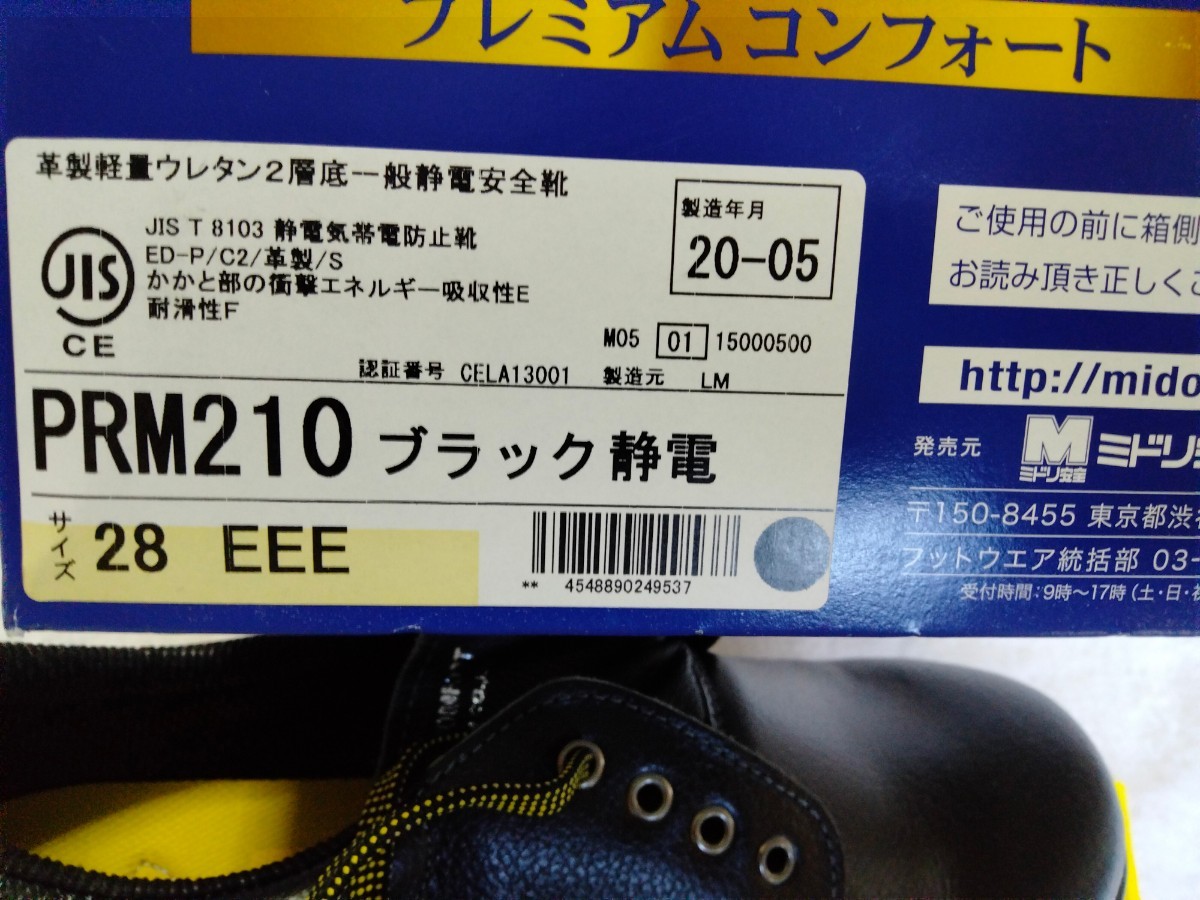 プレミアム コンフォート
革製軽量ウレタン2層底一般静電安全靴
JIS T 8103 静電気帯電防止靴
ED-P/C2/革製/S
かかと部の衝撃エネルギー吸収性E
耐滑性F
JIS
CE
製造年月
20-05
M05 01 15000500
認証番号 CELA13001 製造元 LM
PRM210 ブラック静電
サイズ 28 EEE
** 4548890249537
ご使用の前に箱側
お読み頂き正しくご
http://mido
発売元 ミドリ安全 ミドリ
〒150-8455 東京都渋
フットウエア統括部 03-
受付時間:9時～17時(土・日・祝